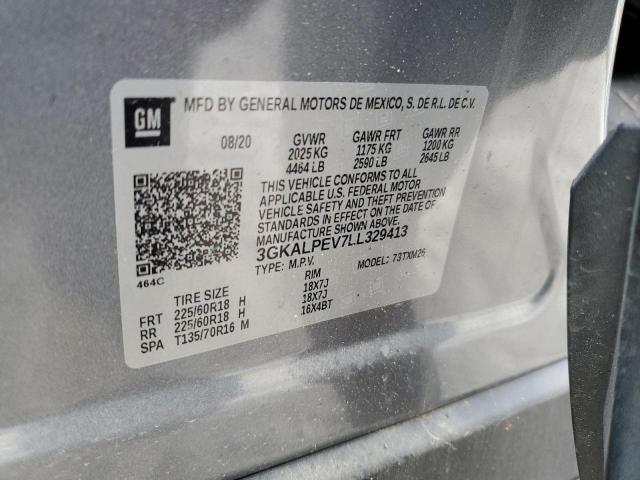 GM
MFD BY GENERAL MOTORS DE MEXICO, S. DE R.L. DE C.V.
08/20 GVWR GAWR FRT GAWR RR
2025 KG 1175 KG 1200 KG
4464 LB 2590 LB 2645 LB
THIS VEHICLE CONFORMS TO ALL
APPLICABLE U.S. FEDERAL MOTOR
VEHICLE SAFETY AND THEFT PREVENTION
STANDARDS IN EFFECT ON THE DATE OF
MANUFACTURE SHOWN ABOVE.
3GKALPEV7LL329413
TYPE: M.P.V. MODEL: 73TXM26
464C
TIRE SIZE RIM
FRT 225/60R18 H 18X7J
RR 225/60R18 H 18X7J
SPA T135/70R16 M 16X4BT